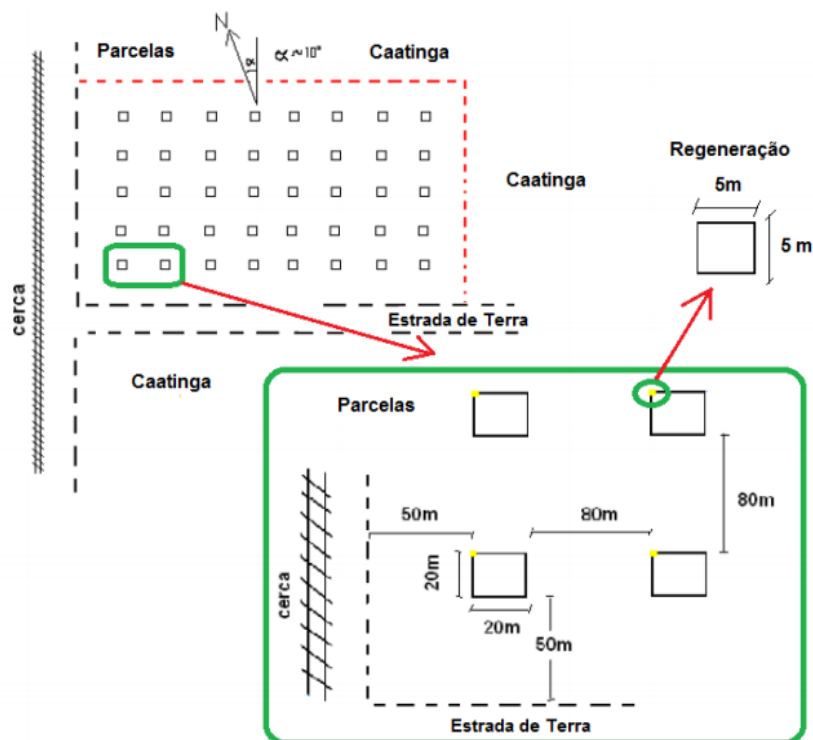 N
Parcelas
α ~10°
Caatinga
α
Regeneração
5m
Caatinga
5 m
cerca
Estrada de Terra
Caatinga
Parcelas
50m
80m
80m
cerca
20m
20m
50m
Estrada de Terra